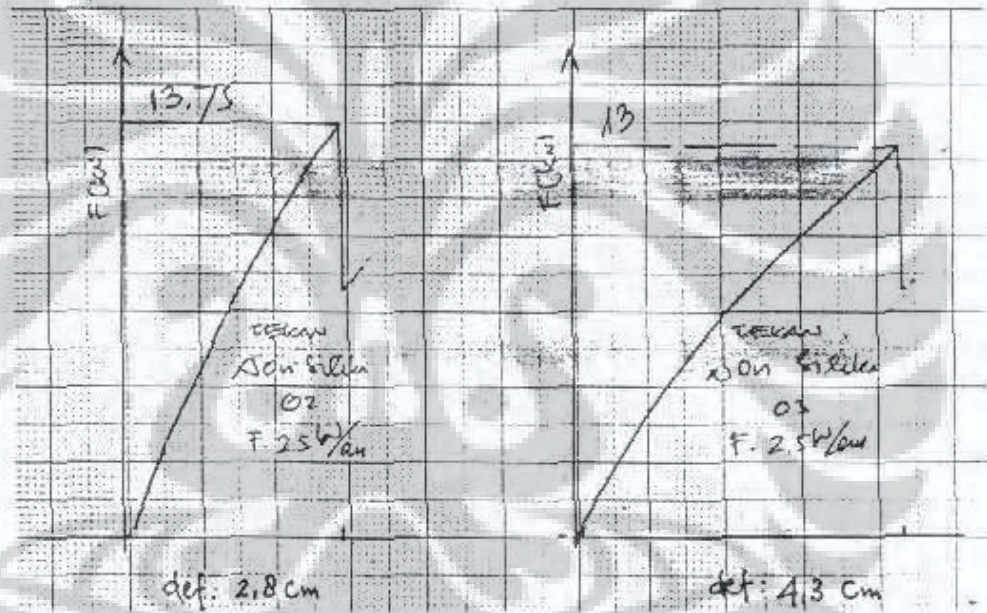 13.75
F (kN)
TEKAN
Non Silika
02
F. 2.5 kN/cm
def: 2,8 cm
13
F (kN)
TEKAN
Non Silika
03
F. 2.5 kN/cm
def: 4,3 cm